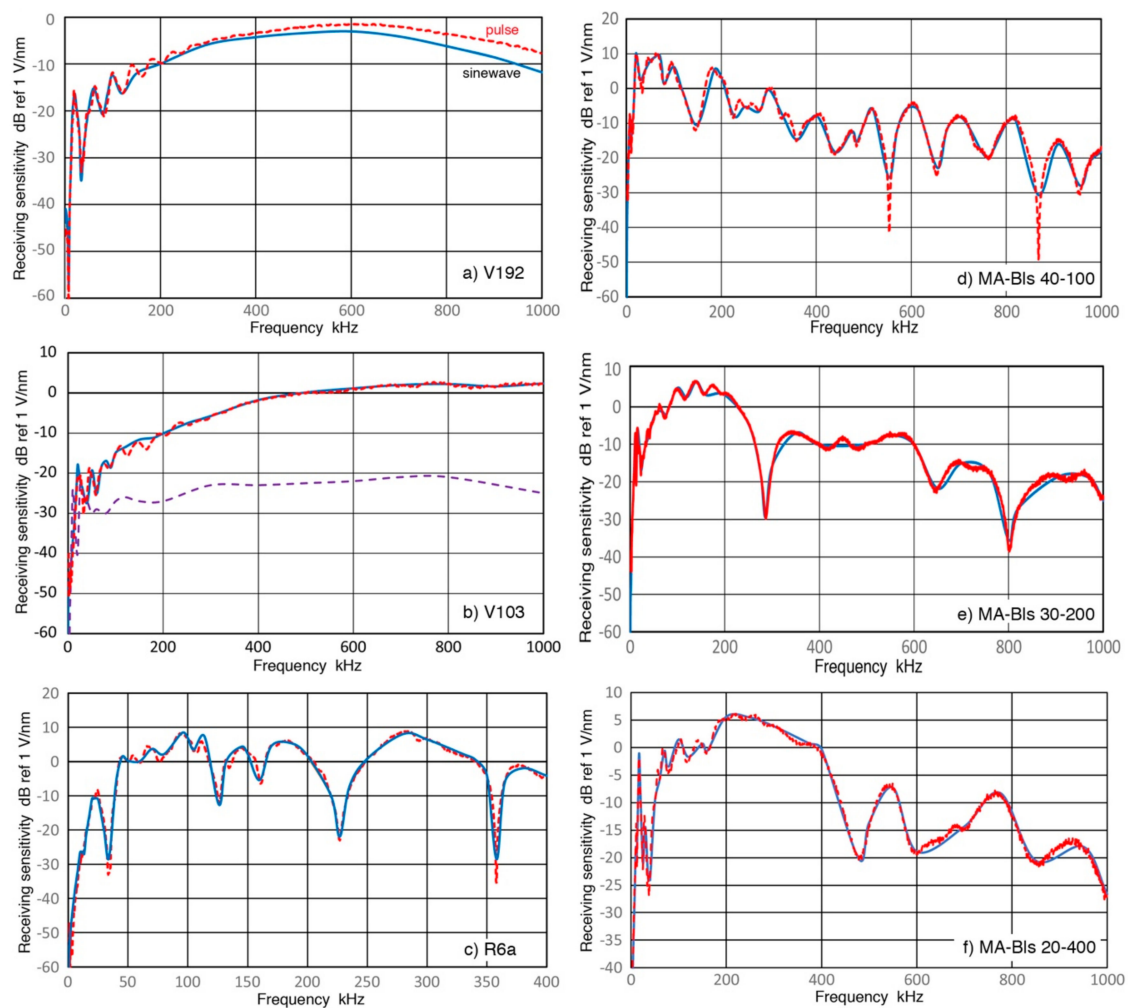 Receiving sensitivity dB ref 1 V/nm
0
-10
-20
-30
-40
-50
-60
pulse
sinewave
a) V192
0 200 400 600 800 1000
Frequency kHz
Receiving sensitivity dB ref 1 V/nm
20
10
0
-10
-20
-30
-40
-50
-60
d) MA-Bls 40-100
0 200 400 600 800 1000
Frequency kHz
Receiving sensitivity dB ref 1 V/nm
10
0
-10
-20
-30
-40
-50
-60
b) V103
0 200 400 600 800 1000
Frequency kHz
Receiving sensitivity dB ref 1 V/nm
10
0
-10
-20
-30
-40
-50
-60
e) MA-Bls 30-200
0 200 400 600 800 1000
Frequency kHz
Receiving sensitivity dB ref 1 V/nm
20
10
0
-10
-20
-30
-40
-50
-60
c) R6a
0 50 100 150 200 250 300 350 400
Frequency kHz
Receiving sensitivity dB ref 1 V/nm
10
5
0
-5
-10
-15
-20
-25
-30
-35
-40
f) MA-Bls 20-400
0 200 400 600 800 1000
Frequency kHz